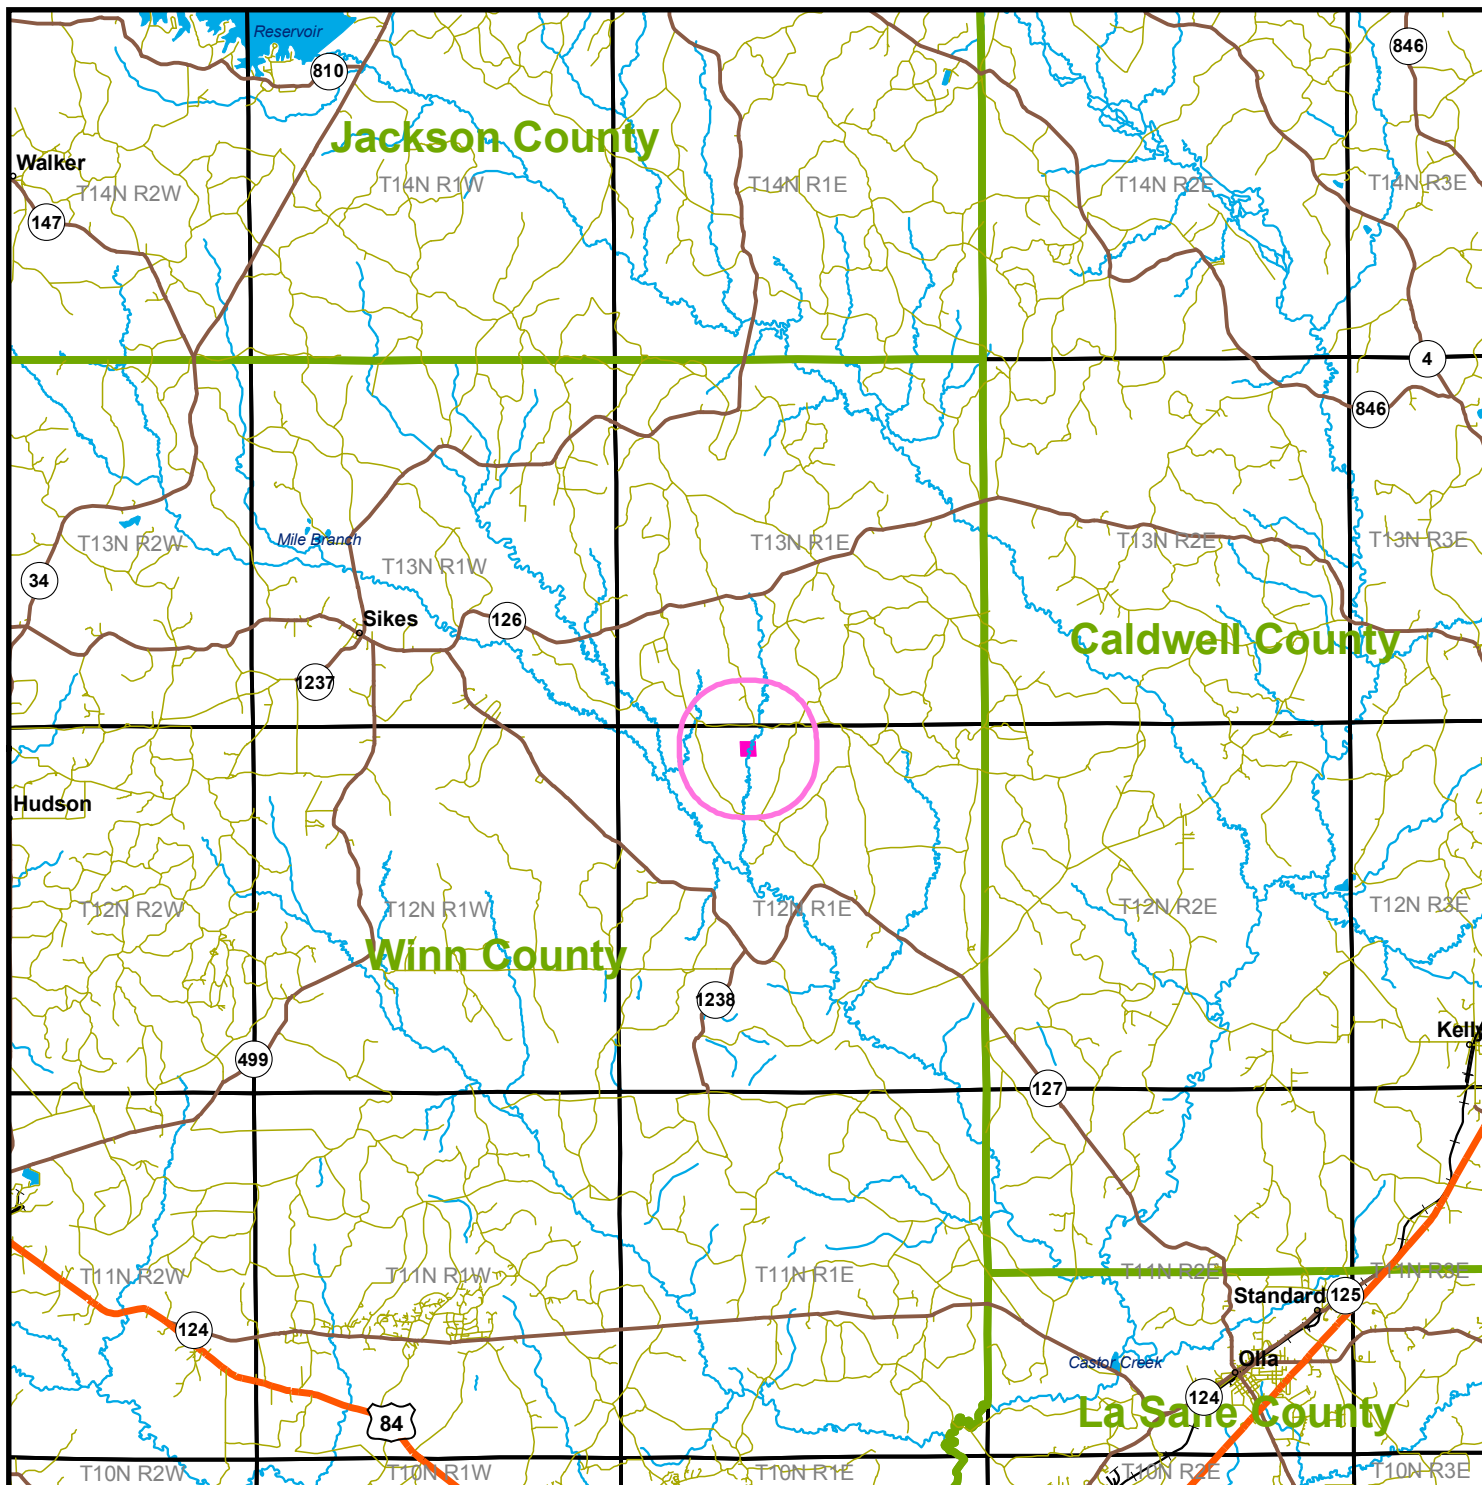 Reservoir
846
810
Jackson County
Walker
T14N R2W
T14N R1W
T14N R1E
T14N R2E
T14N R3E
147
4
846
T13N R2W
Mile Branch
T13N R1W
T13N R1E
T13N R2E
T13N R3E
34
Sikes
126
Caldwell County
1237
Hudson
T12N R2W
T12N R1W
T12N R1E
T12N R2E
T12N R3E
Winn County
1238
Kelly
499
127
T11N R2W
T11N R1W
T11N R1E
T11N R2E
T11N R3E
Standard
125
124
Castor Creek
Olla
124
La Salle County
84
T10N R2W
T10N R1W
T10N R1E
T10N R2E
T10N R3E